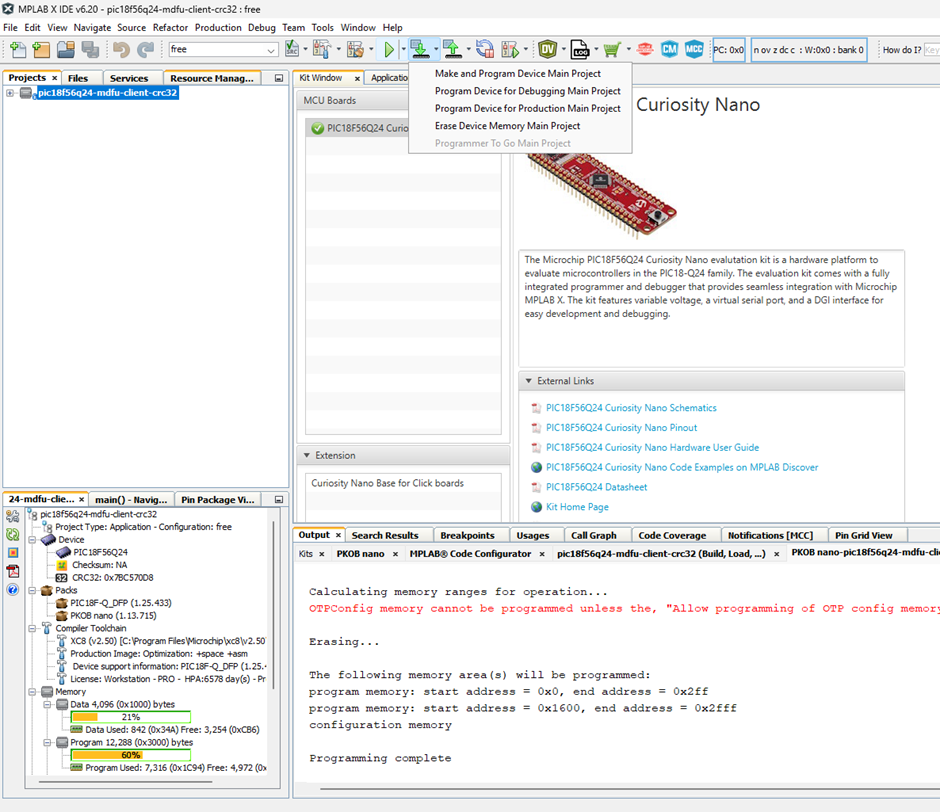 MPLAB X IDE v6.20 - pic18f56q24-mdfu-client-crc32 : free
File Edit View Navigate Source Refactor Production Debug Team Tools Window Help
free
DV
LOG
CM
MCC
PC: 0x0
n ov z dc c : W:0x0 : bank 0
How do I?
Projects
Files
Services
Resource Manag...
pic18f56q24-mdfu-client-crc32
Kit Window
Applicatio
Make and Program Device Main Project
Program Device for Debugging Main Project
Program Device for Production Main Project
Erase Device Memory Main Project
Programmer To Go Main Project
MCU Boards
PIC18F56Q24 Curio
Curiosity Nano
The Microchip PIC18F56Q24 Curiosity Nano evalutation kit is a hardware platform to
evaluate microcontrollers in the PIC18-Q24 family. The evaluation kit comes with a fully
integrated programmer and debugger that provides seamless integration with Microchip
MPLAB X. The kit features variable voltage, a virtual serial port, and a DGI interface for
easy development and debugging.
External Links
PIC18F56Q24 Curiosity Nano Schematics
PIC18F56Q24 Curiosity Nano Pinout
PIC18F56Q24 Curiosity Nano Hardware User Guide
PIC18F56Q24 Curiosity Nano Code Examples on MPLAB Discover
PIC18F56Q24 Datasheet
Kit Home Page
Extension
Curiosity Nano Base for Click boards
24-mdfu-clie...
main() - Navig...
Pin Package Vi...
pic18f56q24-mdfu-client-crc32
Project Type: Application - Configuration: free
Device
PIC18F56Q24
Checksum: NA
32 CRC32: 0x7BC570D8
Packs
PIC18F-Q_DFP (1.25.433)
PKOB nano (1.13.715)
Compiler Toolchain
XC8 (v2.50) [C:\Program Files\Microchip\xc8\v2.50
Production Image: Optimization: +space +asm
Device support information: PIC18F-Q_DFP (1.25.4
License: Workstation - PRO - HPA:6578 day(s) - Pr
Memory
Data 4,096 (0x1000) bytes
21%
Data Used: 842 (0x34A) Free: 3,254 (0xCB6)
Program 12,288 (0x3000) bytes
60%
Program Used: 7,316 (0x1C94) Free: 4,972 (0x
Output
Search Results
Breakpoints
Usages
Call Graph
Code Coverage
Notifications [MCC]
Pin Grid View
Kits
PKOB nano
MPLAB® Code Configurator
pic18f56q24-mdfu-client-crc32 (Build, Load, ...)
PKOB nano-pic18f56q24-mdfu-cli
Calculating memory ranges for operation...
OTPConfig memory cannot be programmed unless the, "Allow programming of OTP config memory
Erasing...
The following memory area(s) will be programmed:
program memory: start address = 0x0, end address = 0x2ff
program memory: start address = 0x1600, end address = 0x2fff
configuration memory
Programming complete